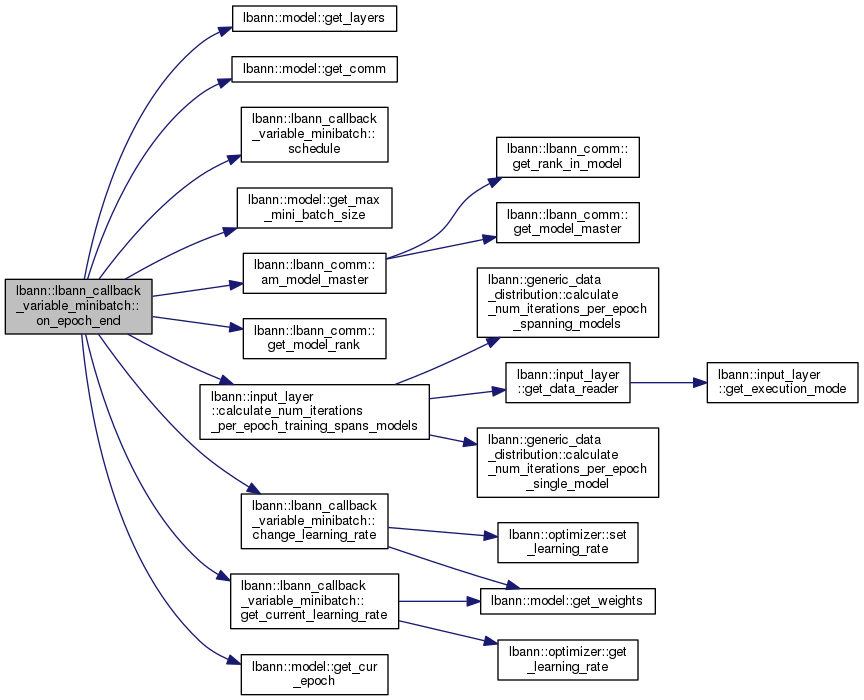 lbann::lbann_callback
_variable_minibatch::
on_epoch_end
lbann::model::get_layers
lbann::model::get_comm
lbann::lbann_callback
_variable_minibatch::
schedule
lbann::model::get_max
_mini_batch_size
lbann::lbann_comm::
am_model_master
lbann::lbann_comm::
get_rank_in_model
lbann::lbann_comm::
get_model_master
lbann::lbann_comm::
get_model_rank
lbann::input_layer
::calculate_num_iterations
_per_epoch_training_spans_models
lbann::generic_data
_distribution::calculate
_num_iterations_per_epoch
_spanning_models
lbann::input_layer
::get_data_reader
lbann::input_layer
::get_execution_mode
lbann::generic_data
_distribution::calculate
_num_iterations_per_epoch
_single_model
lbann::lbann_callback
_variable_minibatch::
change_learning_rate
lbann::optimizer::set
_learning_rate
lbann::model::get_weights
lbann::lbann_callback
_variable_minibatch::
get_current_learning_rate
lbann::optimizer::get
_learning_rate
lbann::model::get_cur
_epoch